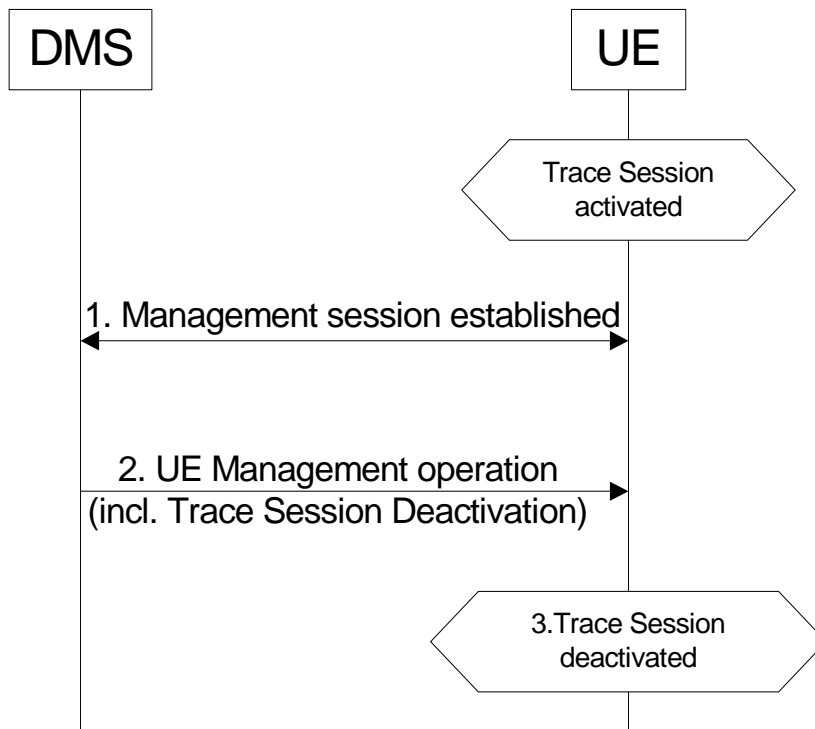 DMS
UE
Trace Session
activated
1. Management session established
2. UE Management operation
(incl. Trace Session Deactivation)
3.Trace Session
deactivated